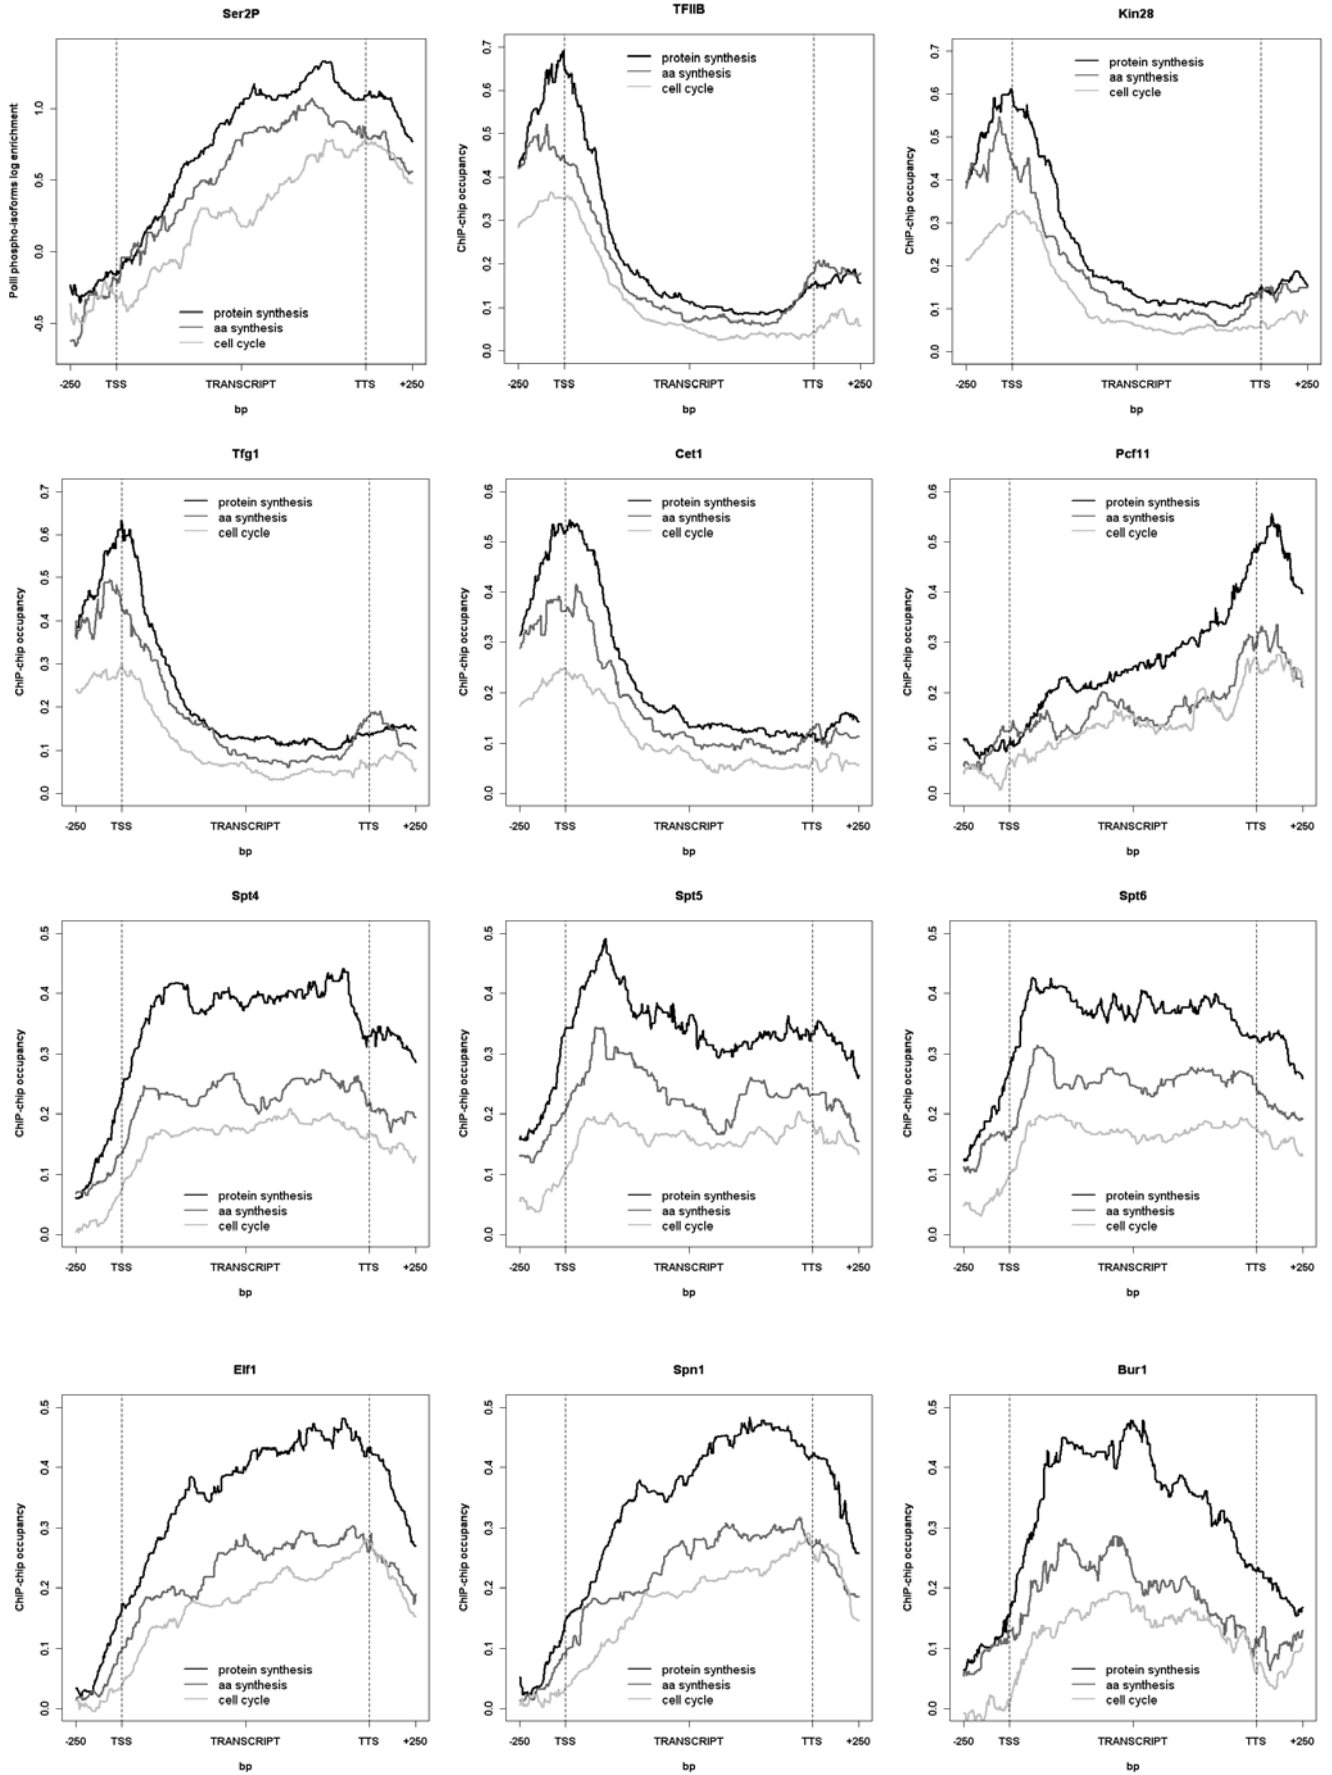 Ser2P
PolII phospho-isoforms log enrichment
1.0
0.5
0.0
-0.5
protein synthesis
aa synthesis
cell cycle
-250 TSS TRANSCRIPT TTS +250
bp
TFIIB
ChIP-chip occupancy
0.7
0.6
0.5
0.4
0.3
0.2
0.1
0.0
protein synthesis
aa synthesis
cell cycle
-250 TSS TRANSCRIPT TTS +250
bp
Kin28
ChIP-chip occupancy
0.7
0.6
0.5
0.4
0.3
0.2
0.1
0.0
protein synthesis
aa synthesis
cell cycle
-250 TSS TRANSCRIPT TTS +250
bp
Tfg1
ChIP-chip occupancy
0.7
0.6
0.5
0.4
0.3
0.2
0.1
0.0
protein synthesis
aa synthesis
cell cycle
-250 TSS TRANSCRIPT TTS +250
bp
Cet1
ChIP-chip occupancy
0.6
0.5
0.4
0.3
0.2
0.1
0.0
protein synthesis
aa synthesis
cell cycle
-250 TSS TRANSCRIPT TTS +250
bp
Pcf11
ChIP-chip occupancy
0.6
0.5
0.4
0.3
0.2
0.1
0.0
protein synthesis
aa synthesis
cell cycle
-250 TSS TRANSCRIPT TTS +250
bp
Spt4
ChIP-chip occupancy
0.5
0.4
0.3
0.2
0.1
0.0
protein synthesis
aa synthesis
cell cycle
-250 TSS TRANSCRIPT TTS +250
bp
Spt5
ChIP-chip occupancy
0.5
0.4
0.3
0.2
0.1
0.0
protein synthesis
aa synthesis
cell cycle
-250 TSS TRANSCRIPT TTS +250
bp
Spt6
ChIP-chip occupancy
0.5
0.4
0.3
0.2
0.1
0.0
protein synthesis
aa synthesis
cell cycle
-250 TSS TRANSCRIPT TTS +250
bp
Elf1
ChIP-chip occupancy
0.5
0.4
0.3
0.2
0.1
0.0
protein synthesis
aa synthesis
cell cycle
-250 TSS TRANSCRIPT TTS +250
bp
Spn1
ChIP-chip occupancy
0.5
0.4
0.3
0.2
0.1
0.0
protein synthesis
aa synthesis
cell cycle
-250 TSS TRANSCRIPT TTS +250
bp
Bur1
ChIP-chip occupancy
0.5
0.4
0.3
0.2
0.1
0.0
protein synthesis
aa synthesis
cell cycle
-250 TSS TRANSCRIPT TTS +250
bp